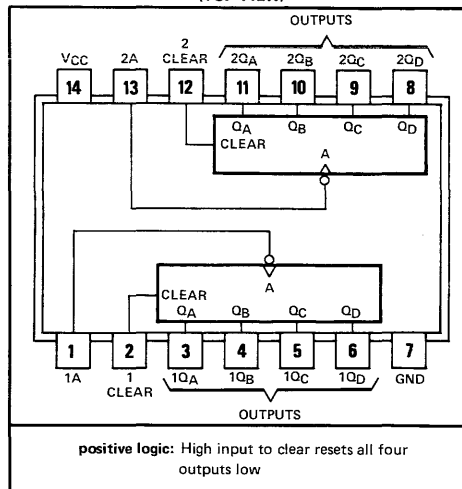 OUTPUTS
2
VCC 2A CLEAR 2QA 2QB 2QC 2QD
14 13 12 11 10 9 8
QA QB QC QD
CLEAR
A
A
CLEAR
QA QB QC QD
1 2 3 4 5 6 7
1A 1 1QA 1QB 1QC 1QD GND
CLEAR
OUTPUTS
positive logic: High input to clear resets all four
outputs low